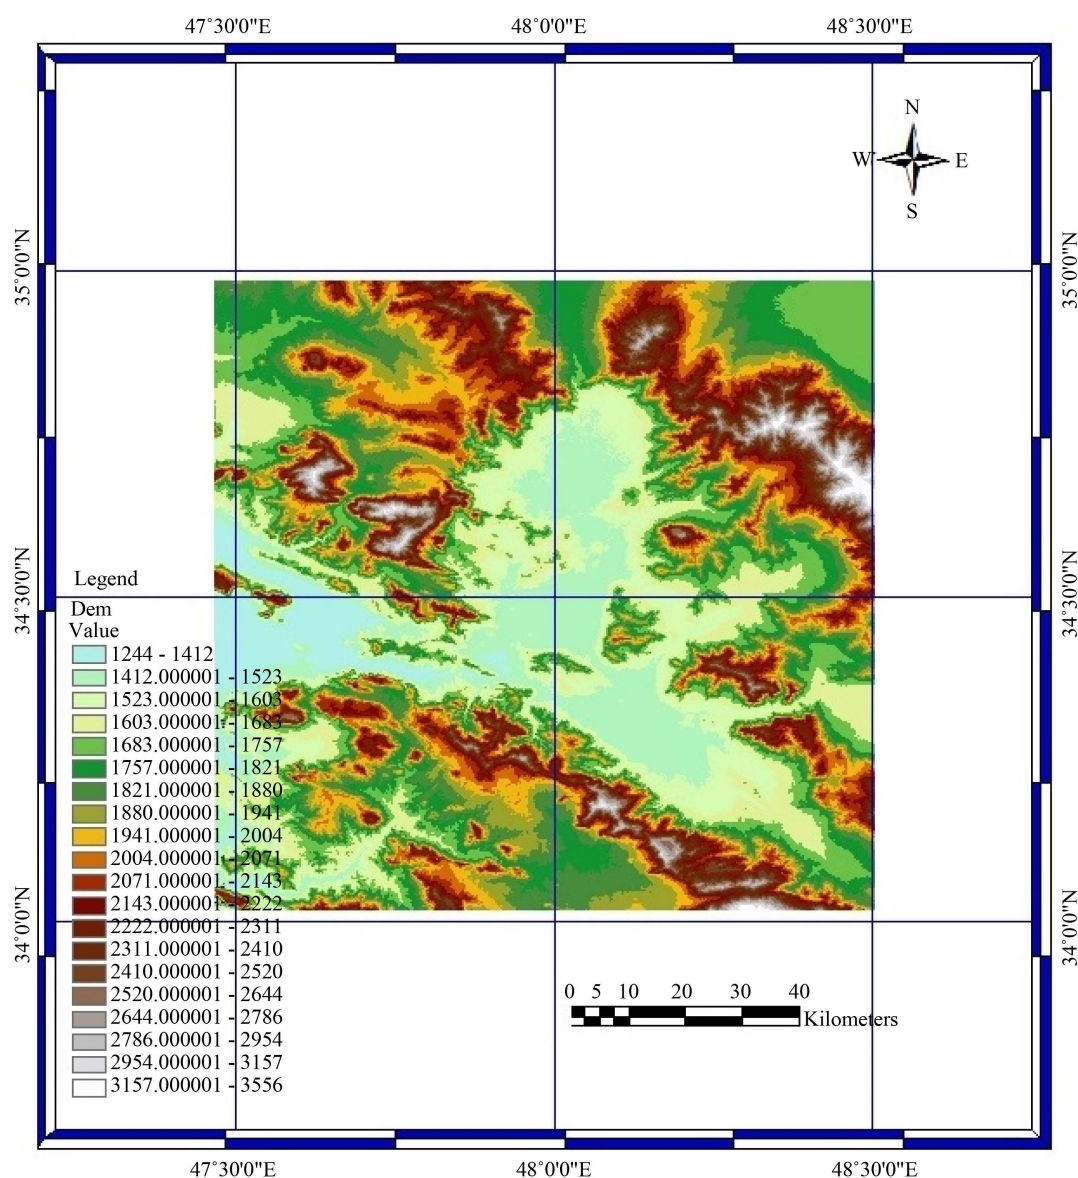 47°30'0"E 48°0'0"E 48°30'0"E
N
W E
S
35°0'0"N 35°0'0"N
34°30'0"N 34°30'0"N
34°0'0"N 34°0'0"N
Legend
Dem
Value
1244 - 1412
1412.000001 - 1523
1523.000001 - 1603
1603.000001 - 1683
1683.000001 - 1757
1757.000001 - 1821
1821.000001 - 1880
1880.000001 - 1941
1941.000001 - 2004
2004.000001 - 2071
2071.000001 - 2143
2143.000001 - 2222
2222.000001 - 2311
2311.000001 - 2410
2410.000001 - 2520
2520.000001 - 2644
2644.000001 - 2786
2786.000001 - 2954
2954.000001 - 3157
3157.000001 - 3556
0 5 10 20 30 40
Kilometers
47°30'0"E 48°0'0"E 48°30'0"E